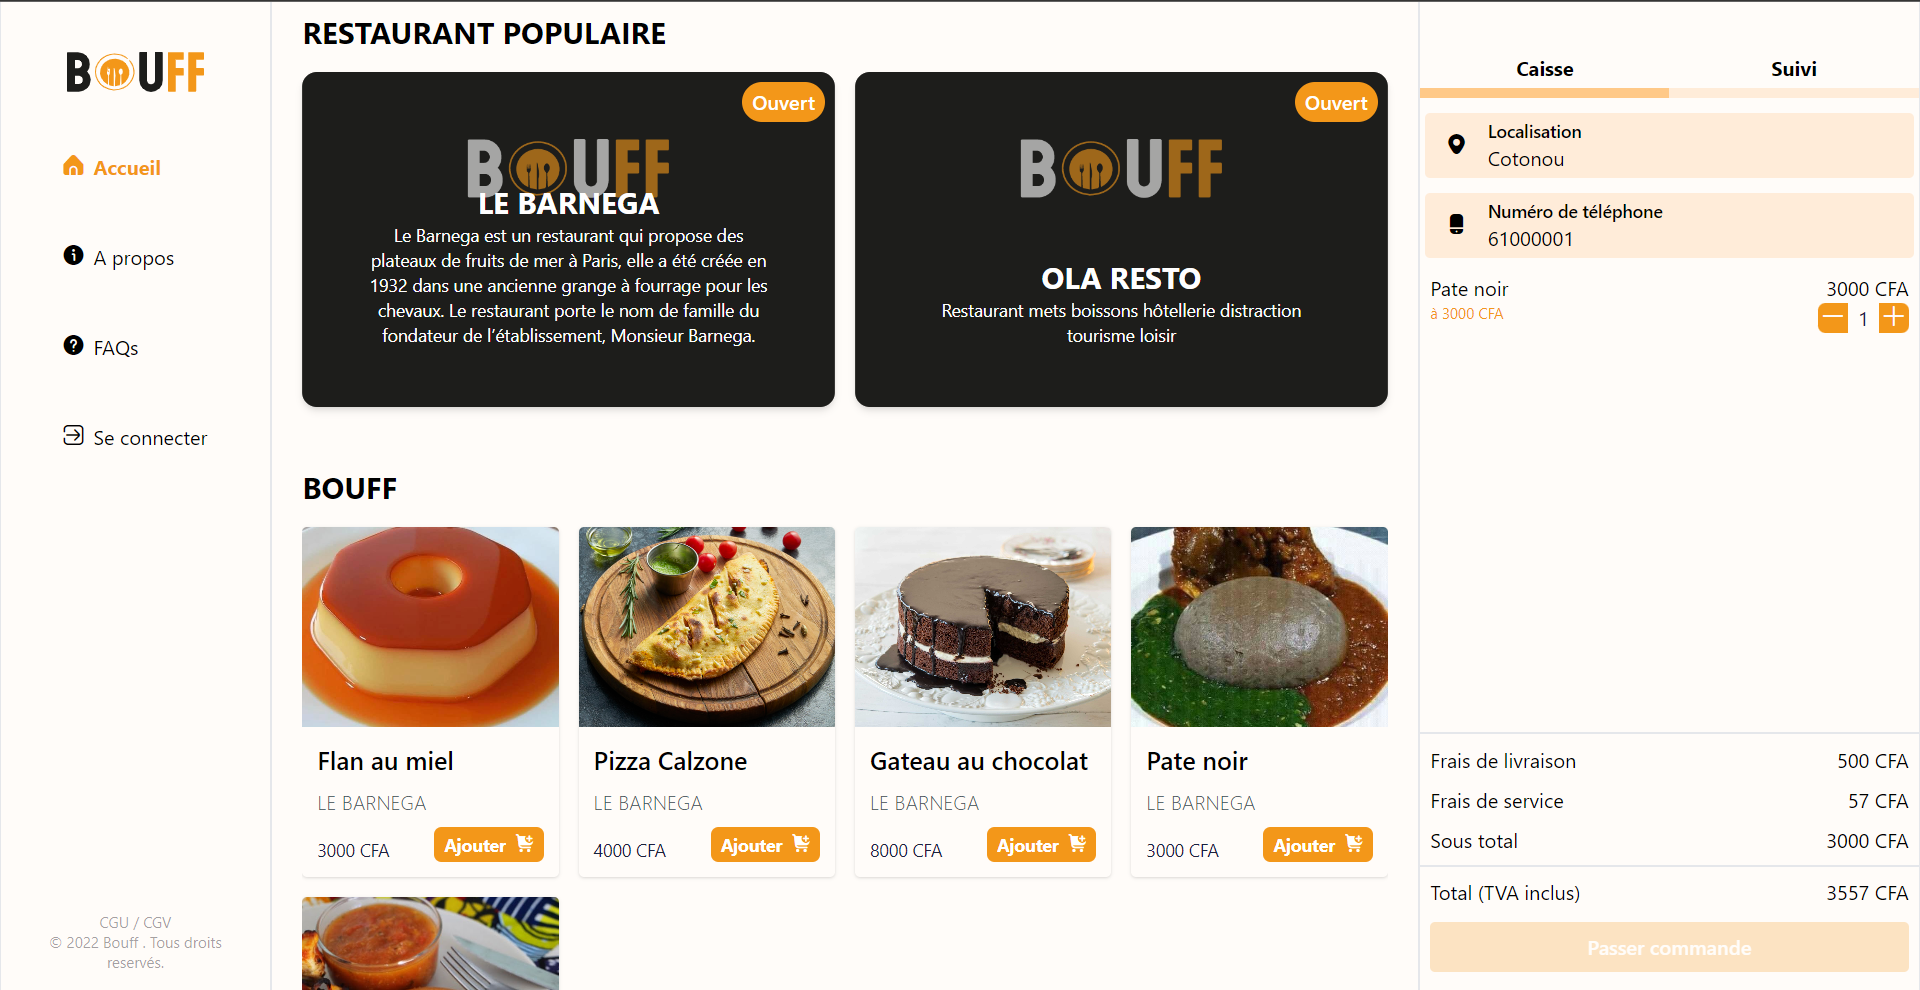 BOUFF
Accueil
A propos
FAQs
Se connecter
CGU / CGV
© 2022 Bouff . Tous droits
reservés.
RESTAURANT POPULAIRE
Ouvert
BOUFF
LE BARNEGA
Le Barnega est un restaurant qui propose des
plateaux de fruits de mer à Paris, elle a été créée en
1932 dans une ancienne grange à fourrage pour les
chevaux. Le restaurant porte le nom de famille du
fondateur de l’établissement, Monsieur Barnega.
Ouvert
BOUFF
OLA RESTO
Restaurant mets boissons hôtellerie distraction
tourisme loisir
BOUFF
Flan au miel
LE BARNEGA
3000 CFA
Ajouter
Pizza Calzone
LE BARNEGA
4000 CFA
Ajouter
Gateau au chocolat
LE BARNEGA
8000 CFA
Ajouter
Pate noir
LE BARNEGA
3000 CFA
Ajouter
Caisse
Suivi
Localisation
Cotonou
Numéro de téléphone
61000001
Pate noir 3000 CFA
à 3000 CFA 1
Frais de livraison 500 CFA
Frais de service 57 CFA
Sous total 3000 CFA
Total (TVA inclus) 3557 CFA
Passer commande